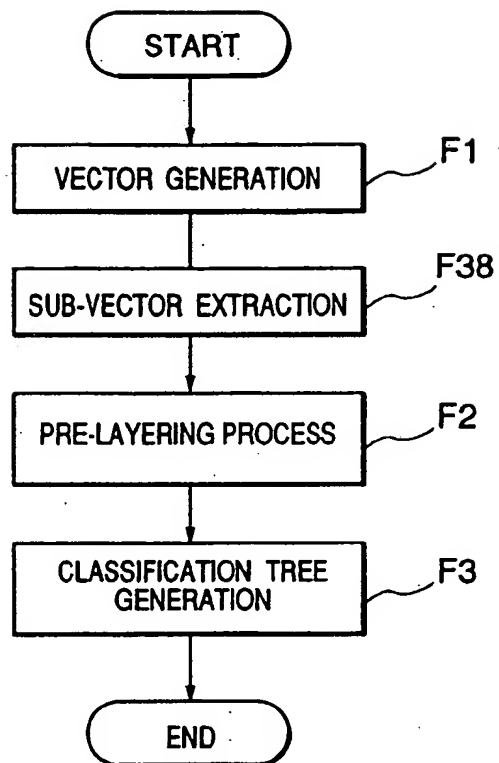 START
VECTOR GENERATION
F1
SUB-VECTOR EXTRACTION
F38
PRE-LAYERING PROCESS
F2
CLASSIFICATION TREE
GENERATION
F3
END